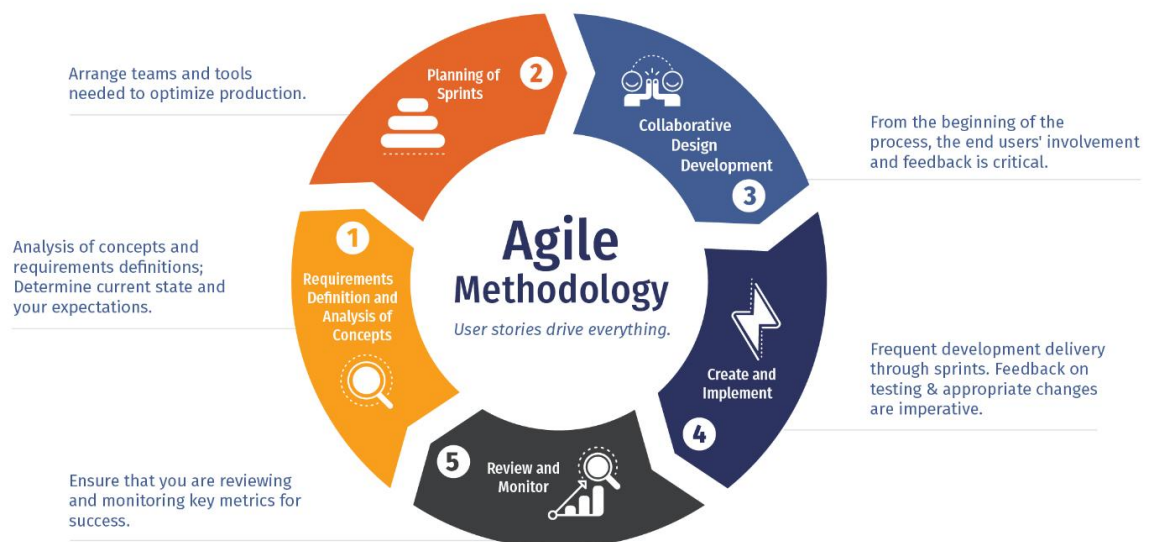 Agile
Methodology
User stories drive everything.
1
Requirements
Definition and
Analysis of
Concepts
Analysis of concepts and
requirements definitions;
Determine current state and
your expectations.
2
Planning of
Sprints
Arrange teams and tools
needed to optimize production.
3
Collaborative
Design
Development
From the beginning of the
process, the end users' involvement
and feedback is critical.
4
Create and
Implement
Frequent development delivery
through sprints. Feedback on
testing & appropriate changes
are imperative.
5
Review and
Monitor
Ensure that you are reviewing
and monitoring key metrics for
success.